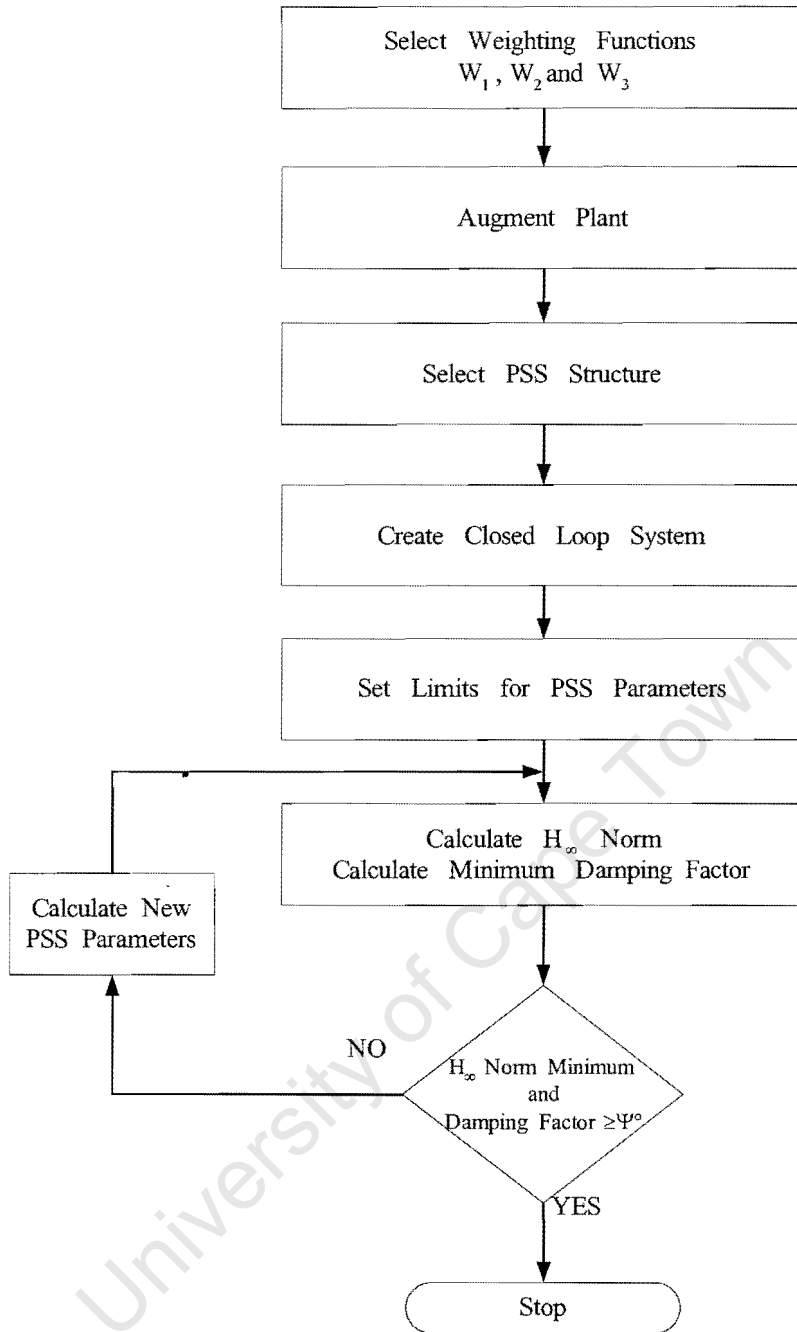 Select Weighting Functions
W₁, W₂ and W₃
Augment Plant
Select PSS Structure
Create Closed Loop System
Set Limits for PSS Parameters
Calculate H∞ Norm
Calculate Minimum Damping Factor
Calculate New
PSS Parameters
NO
H∞ Norm Minimum
and
Damping Factor ≥Ψ°
YES
Stop
University of Cape Town